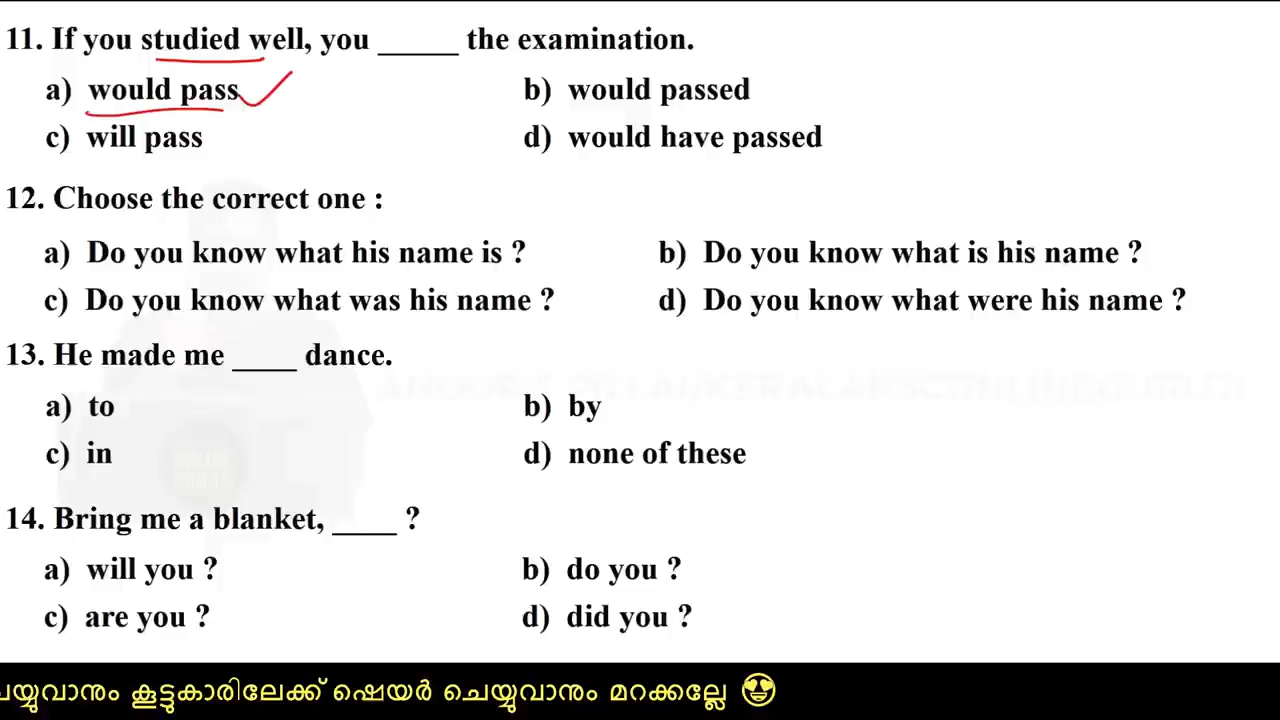 11. If you studied well, you _____ the examination.
a) would pass b) would passed
c) will pass d) would have passed
12. Choose the correct one :
a) Do you know what his name is ? b) Do you know what is his name ?
c) Do you know what was his name ? d) Do you know what were his name ?
13. He made me ____ dance.
a) to b) by
c) in d) none of these
14. Bring me a blanket, ____ ?
a) will you ? b) do you ?
c) are you ? d) did you ?
കൂട്ടുകാരിലേക്ക് ഷെയർ ചെയ്യുവാനും മറക്കല്ലേ 😍